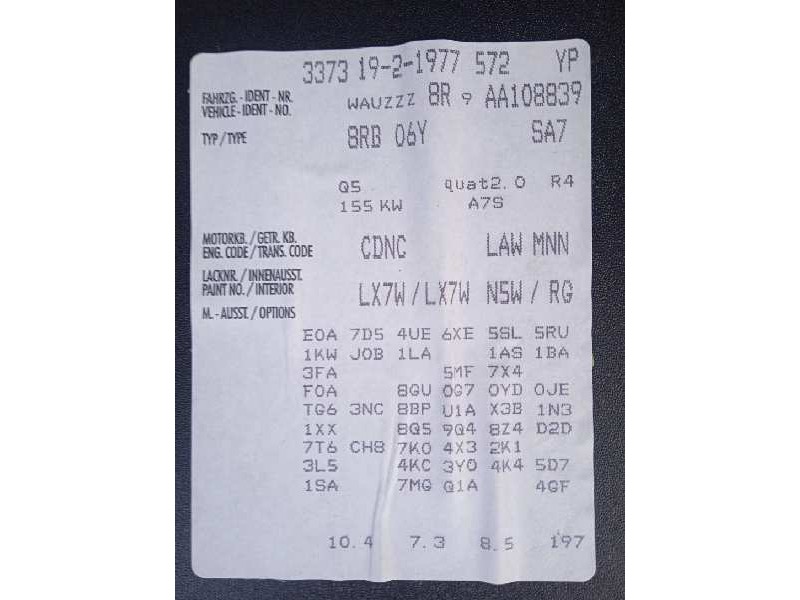 3373 19-2-1977 572 YP
FAHRZG.-IDENT-NR.
VEHICLE-IDENT-NO. WAUZZZ 8R 9 AA108839
TYP/TYPE 8RB 06Y SA7
Q5 quat2.0 R4
155 KW A7S
MOTORKB./GETR.KB.
ENG. CODE/TRANS. CODE CDNC LAW MNN
LACKNR./INNENAUSST.
PAINT NO./INTERIOR LX7W/LX7W N5W/ RG
M.-AUSST./OPTIONS
E0A 7D5 4UE 6XE 5SL 5RU
1KW J0B 1LA 1AS 1BA
3FA 5MF 7X4
F0A 8GU 0G7 0YD 0JE
TG6 3NC 8BP U1A X3B 1N3
1XX 8Q5 9Q4 8Z4 D2D
7T6 CH8 7K0 4X3 2K1
3L5 4KC 3Y0 4K4 5D7
1SA 7MG Q1A 4GF
10.4 7.3 8.5 197